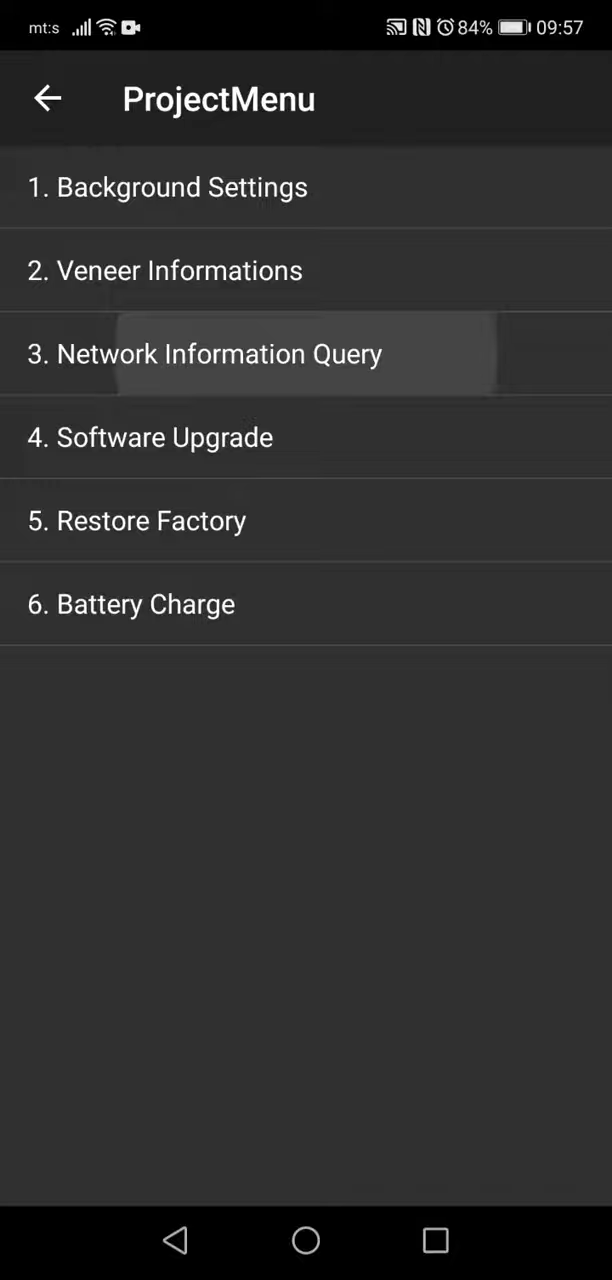 mt:s 84% 09:57
ProjectMenu
1. Background Settings
2. Veneer Informations
3. Network Information Query
4. Software Upgrade
5. Restore Factory
6. Battery Charge